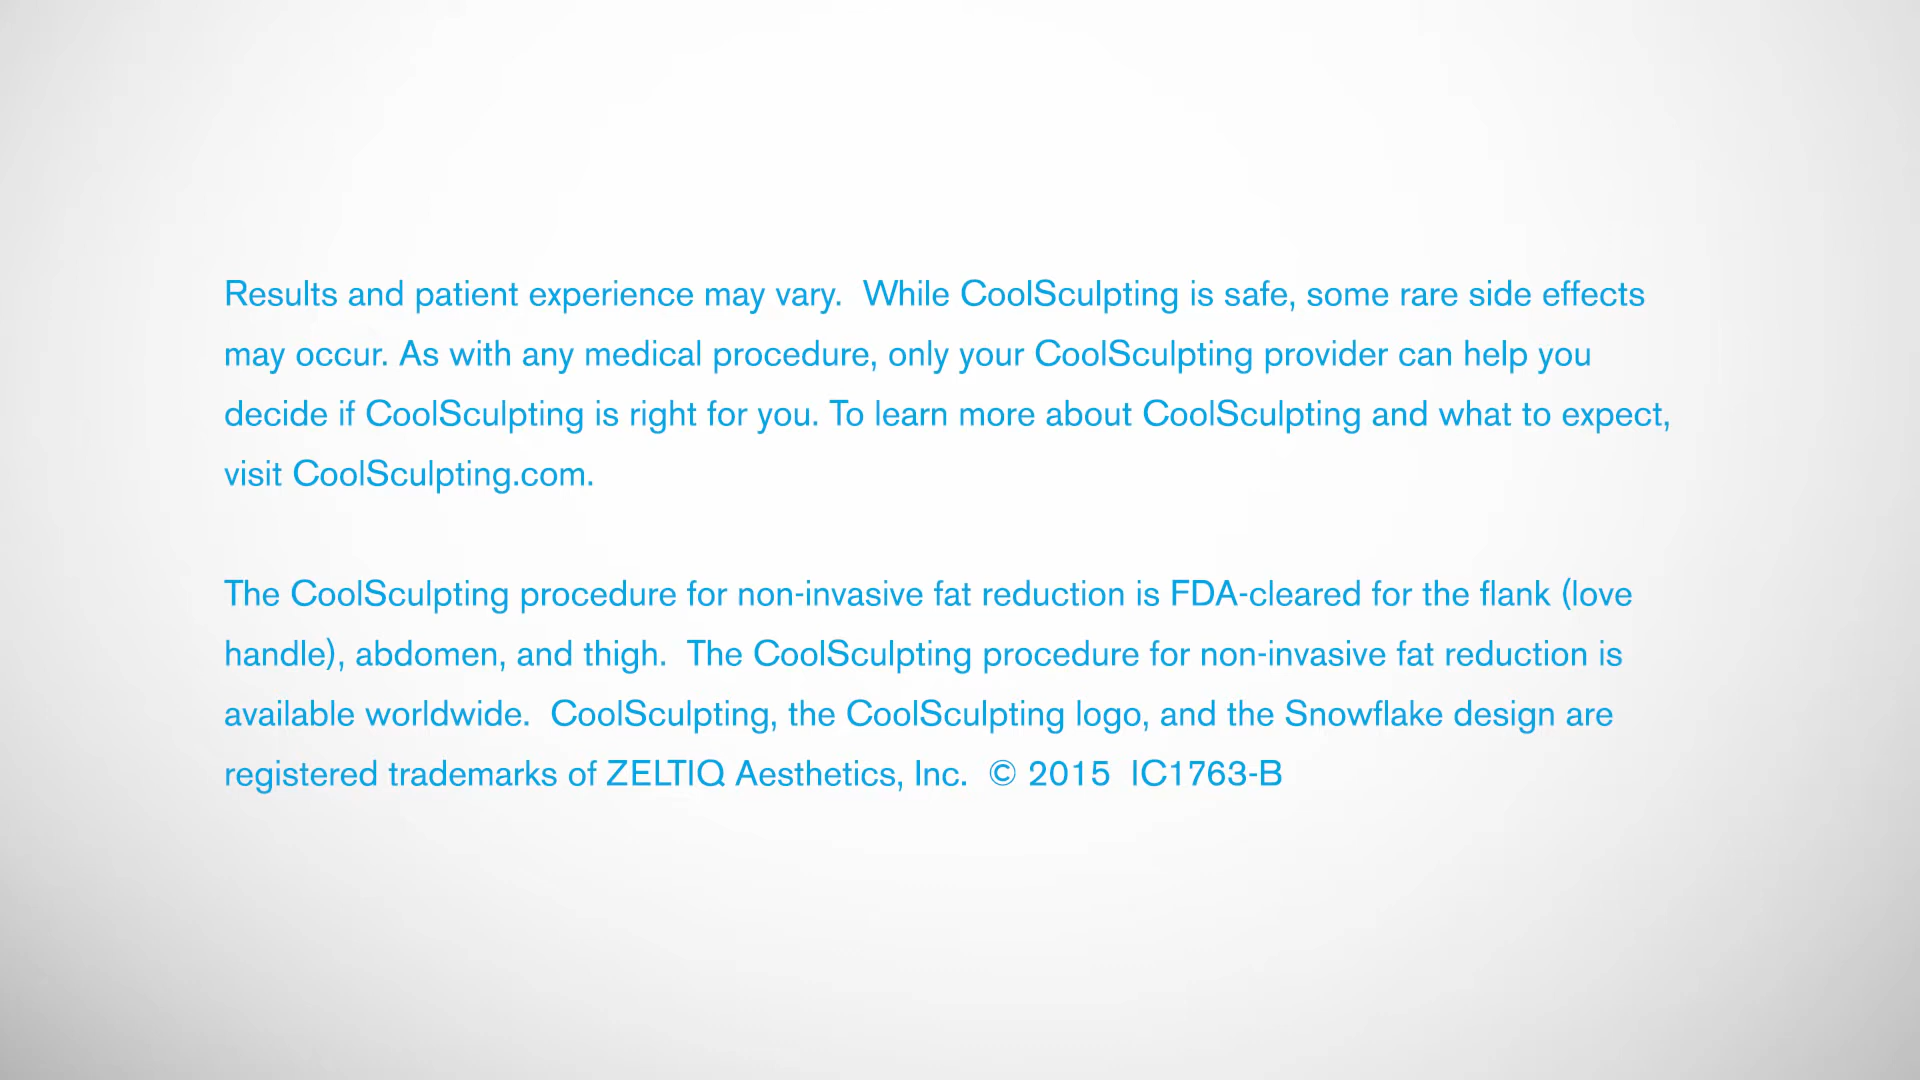 Results and patient experience may vary.  While CoolSculpting is safe, some rare side effects
may occur. As with any medical procedure, only your CoolSculpting provider can help you
decide if CoolSculpting is right for you. To learn more about CoolSculpting and what to expect,
visit CoolSculpting.com.
The CoolSculpting procedure for non-invasive fat reduction is FDA-cleared for the flank (love
handle), abdomen, and thigh.  The CoolSculpting procedure for non-invasive fat reduction is
available worldwide.  CoolSculpting, the CoolSculpting logo, and the Snowflake design are
registered trademarks of ZELTIQ Aesthetics, Inc.  © 2015  IC1763-B